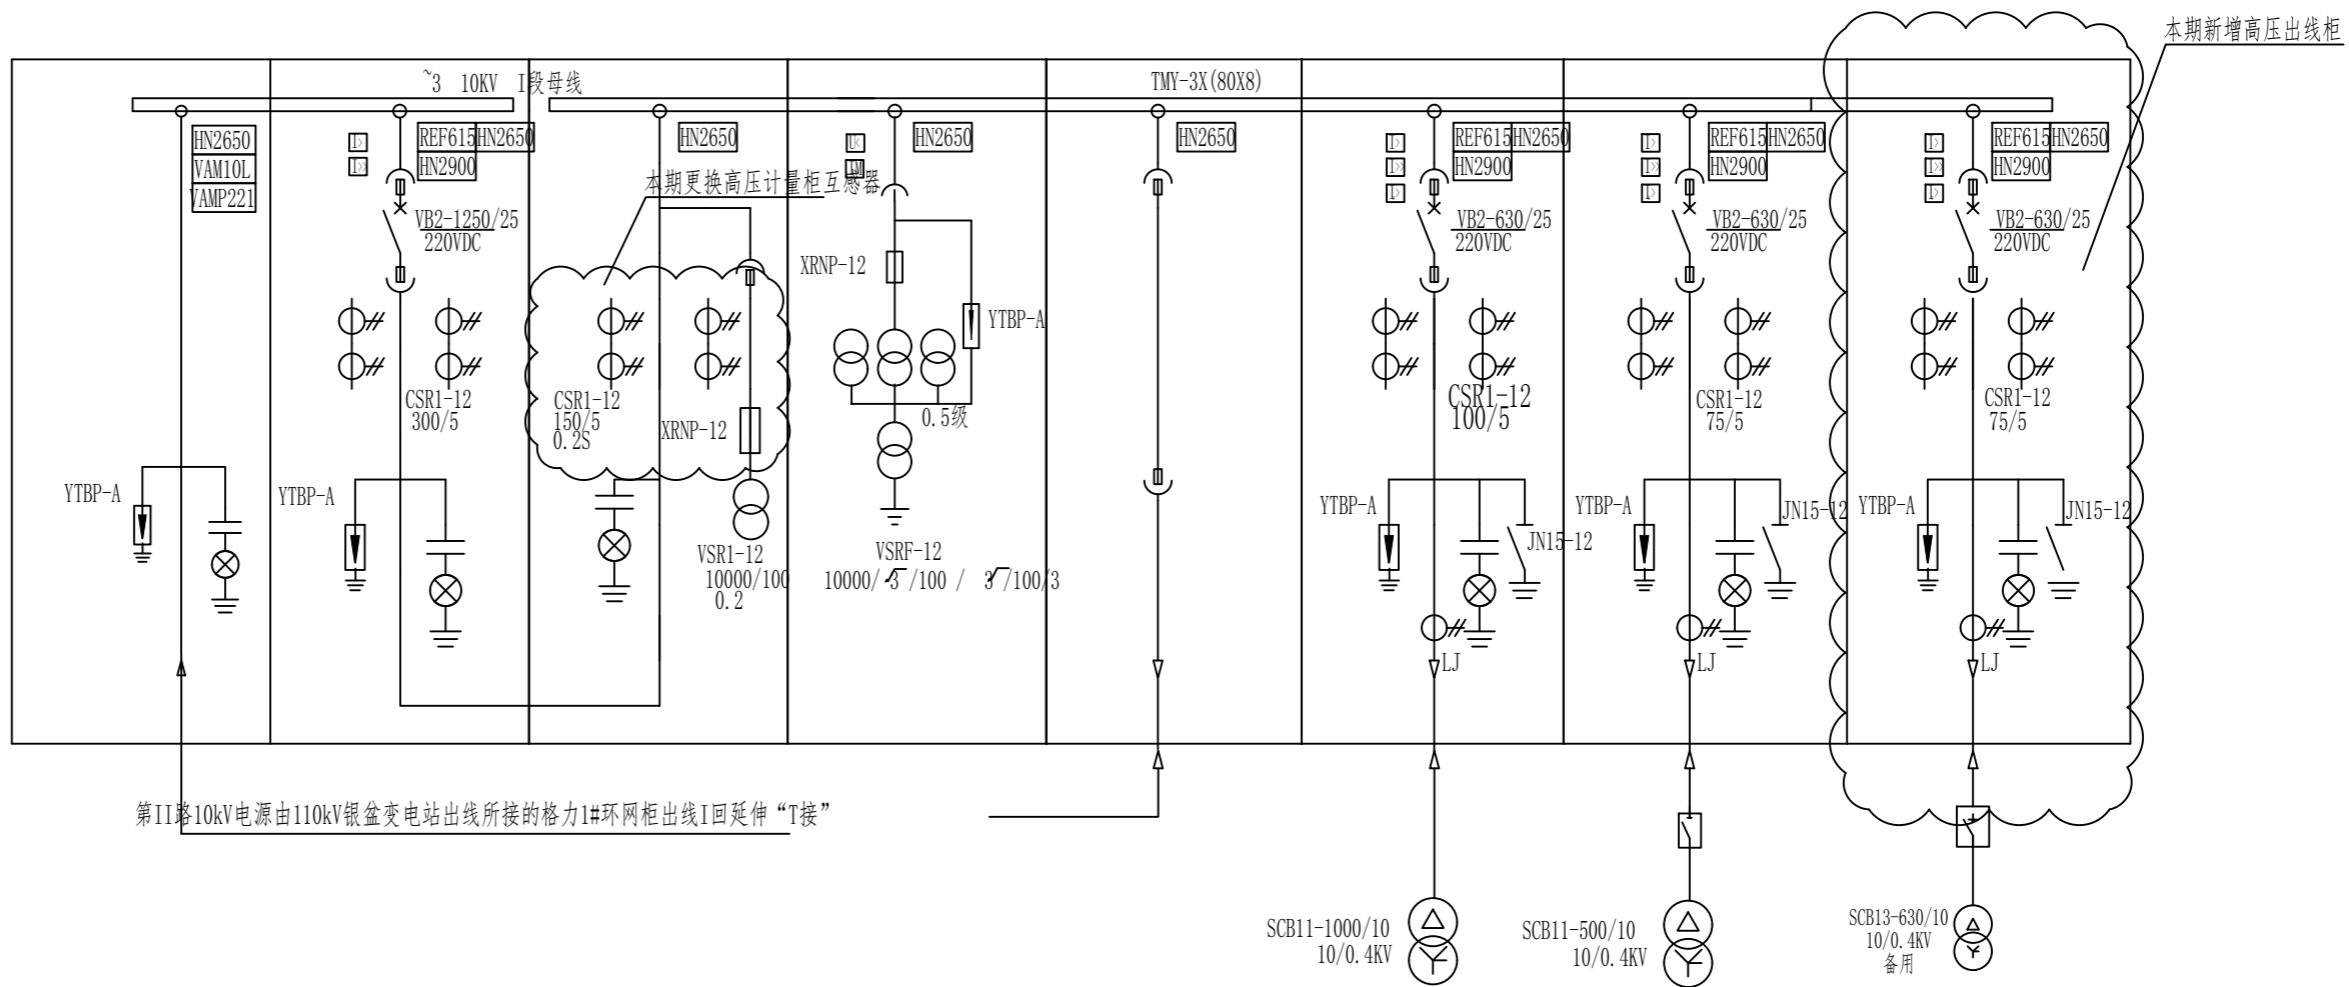 本期新增高压出线柜
~3 10KV I段母线
TMY-3X(80X8)
HN2650
VAM10L
VAMP221
I>
I>>
REF615 HN2650
HN2900
VB2-1250/25
220VDC
CSR1-12
300/5
YTBP-A
YTBP-A
HN2650
本期更换高压计量柜互感器
CSR1-12
150/5
0.2S
XRNP-12
VSR1-12
10000/100
0.2
U<
HN2650
XRNP-12
YTBP-A
0.5级
VSRF-12
10000/√3/100 / √3/100/3
HN2650
I>
I>>
I>
REF615 HN2650
HN2900
VB2-630/25
220VDC
CSR1-12
100/5
YTBP-A
JN15-12
LJ
I>
I>>
I>
REF615 HN2650
HN2900
VB2-630/25
220VDC
CSR1-12
75/5
YTBP-A
JN15-12
LJ
I>
I>>
I>
REF615 HN2650
HN2900
VB2-630/25
220VDC
CSR1-12
75/5
YTBP-A
JN15-12
LJ
第II路10kV电源由110kV银盆变电站出线所接的格力1#环网柜出线I回延伸“T接”
SCB11-1000/10
10/0.4KV
SCB11-500/10
10/0.4KV
SCB13-630/10
10/0.4KV
备用